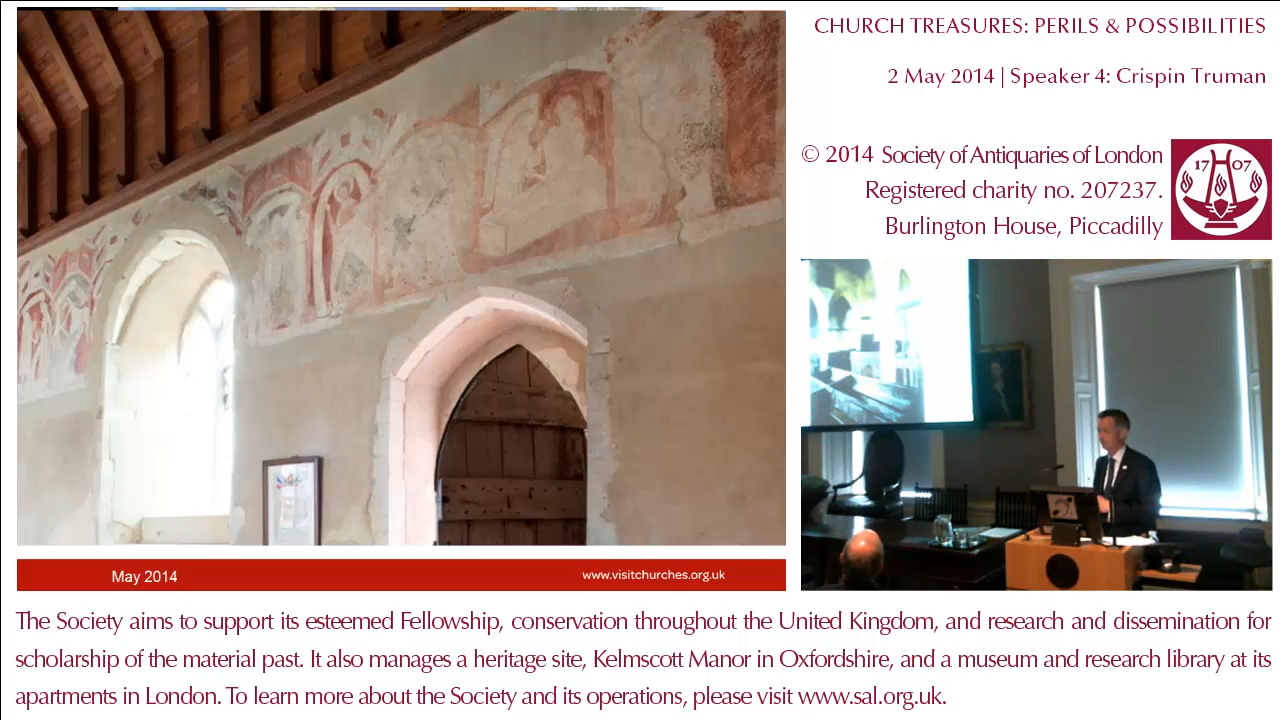 CHURCH TREASURES: PERILS & POSSIBILITIES
2 May 2014 | Speaker 4: Crispin Truman
© 2014 Society of Antiquaries of London
Registered charity no. 207237.
Burlington House, Piccadilly
17 07
May 2014
www.visitchurches.org.uk
The Society aims to support its esteemed Fellowship, conservation throughout the United Kingdom, and research and dissemination for
scholarship of the material past. It also manages a heritage site, Kelmscott Manor in Oxfordshire, and a museum and research library at its
apartments in London. To learn more about the Society and its operations, please visit www.sal.org.uk.